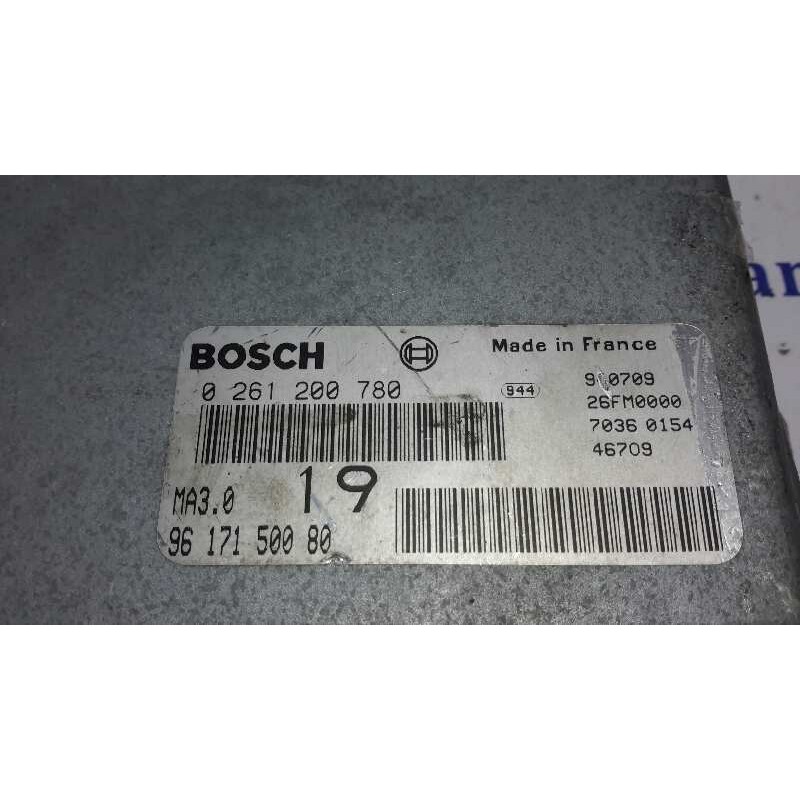 BOSCH Made in France
0 261 200 780 944
26FM0000
7036 0154
46709
MA3.0 19
96 171 500 80